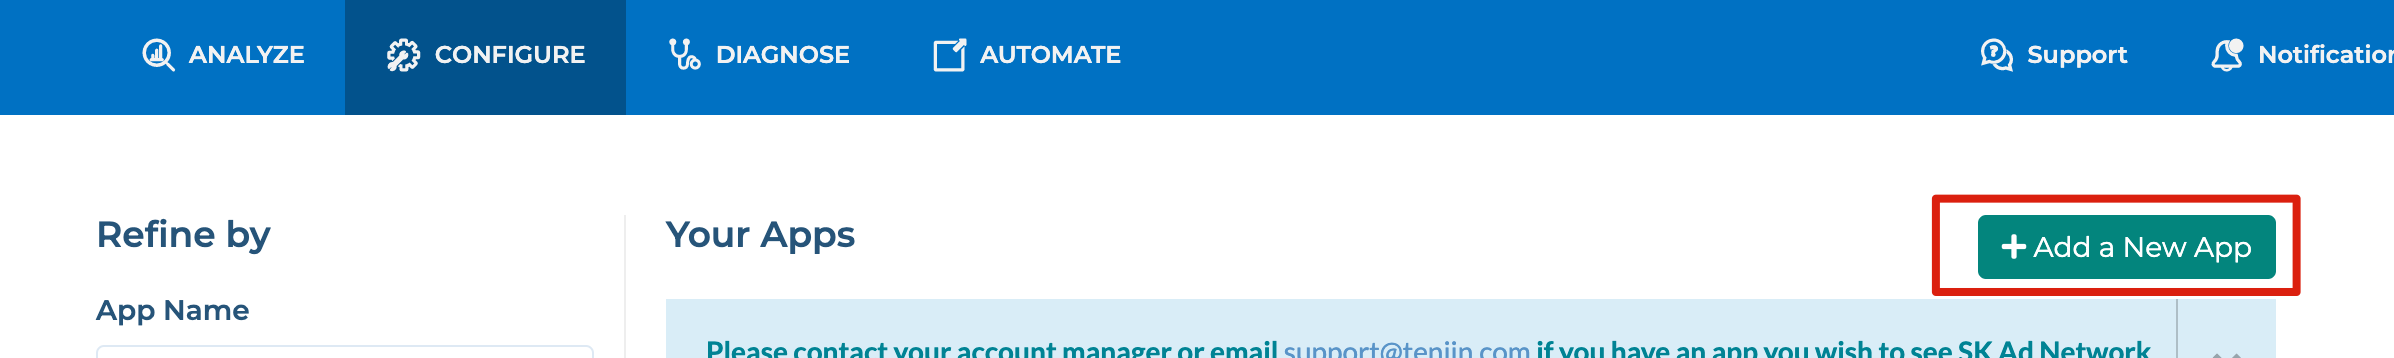 ANALYZE
CONFIGURE
DIAGNOSE
AUTOMATE
Support
Notification
Refine by
Your Apps
+ Add a New App
App Name
Please contact your account manager or email support@tenjin.com if you have an app you wish to see SK Ad Network